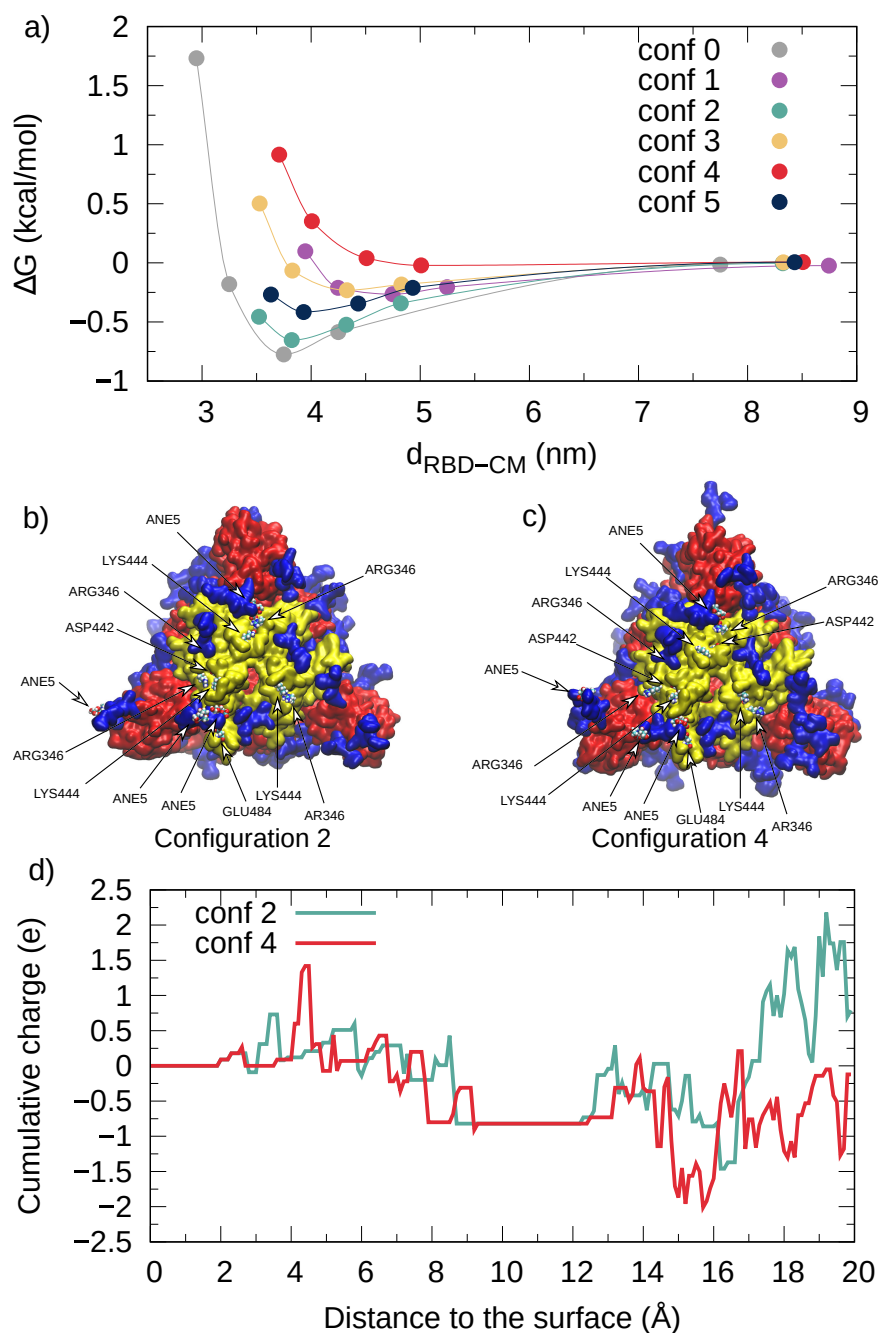 a)
2
1.5
1
0.5
0
−0.5
−1
ΔG (kcal/mol)
conf 0
conf 1
conf 2
conf 3
conf 4
conf 5
3 4 5 6 7 8 9
dRBD−CM (nm)
b)
ANE5
LYS444
ARG346
ARG346
ASP442
ANE5
ARG346
LYS444
ANE5
ANE5
GLU484
LYS444
AR346
Configuration 2
c)
ANE5
LYS444
ARG346
ARG346
ASP442
ASP442
ANE5
ARG346
LYS444
ANE5
ANE5
GLU484
LYS444
AR346
Configuration 4
d)
2.5
2
1.5
1
0.5
0
−0.5
−1
−1.5
−2
−2.5
Cumulative charge (e)
conf 2
conf 4
0 2 4 6 8 10 12 14 16 18 20
Distance to the surface (Å)